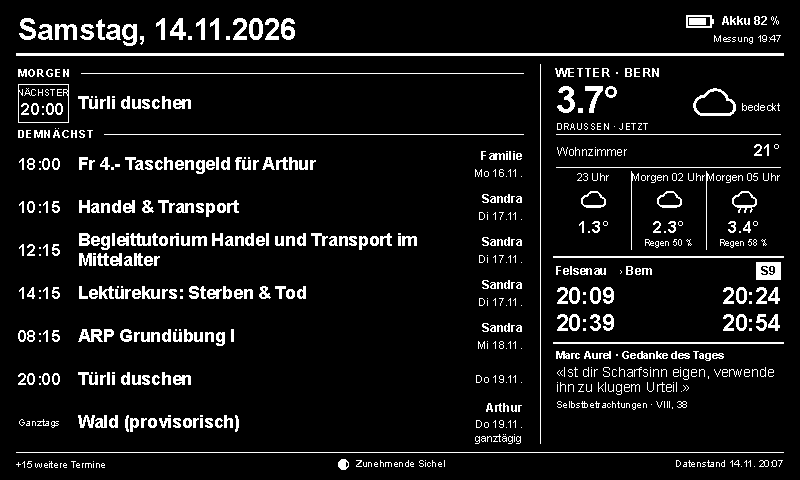 Samstag, 14.11.2026
Akku 82 %
Messung 19:47
MORGEN
NÄCHSTER
20:00 Türli duschen
DEMNÄCHST
18:00 Fr 4.- Taschengeld für Arthur Familie
Mo 16.11.
10:15 Handel & Transport Sandra
Di 17.11.
12:15 Begleittutorium Handel und Transport im
Mittelalter
Sandra
Di 17.11.
14:15 Lektürekurs: Sterben & Tod Sandra
Di 17.11.
08:15 ARP Grundübung I Sandra
Mi 18.11.
20:00 Türli duschen Do 19.11.
Ganztags Wald (provisorisch) Arthur
Do 19.11.
ganztägig
WETTER · BERN
3.7° bedeckt
DRAUSSEN · JETZT
Wohnzimmer 21°
23 Uhr Morgen 02 Uhr Morgen 05 Uhr
1.3° 2.3° 3.4°
Regen 50 % Regen 58 %
Felsenau › Bern S9
20:09 20:24
20:39 20:54
Marc Aurel · Gedanke des Tages
«Ist dir Scharfsinn eigen, verwende
ihn zu klugem Urteil.»
Selbstbetrachtungen · VIII, 38
+15 weitere Termine Zunehmende Sichel Datenstand 14.11. 20:07